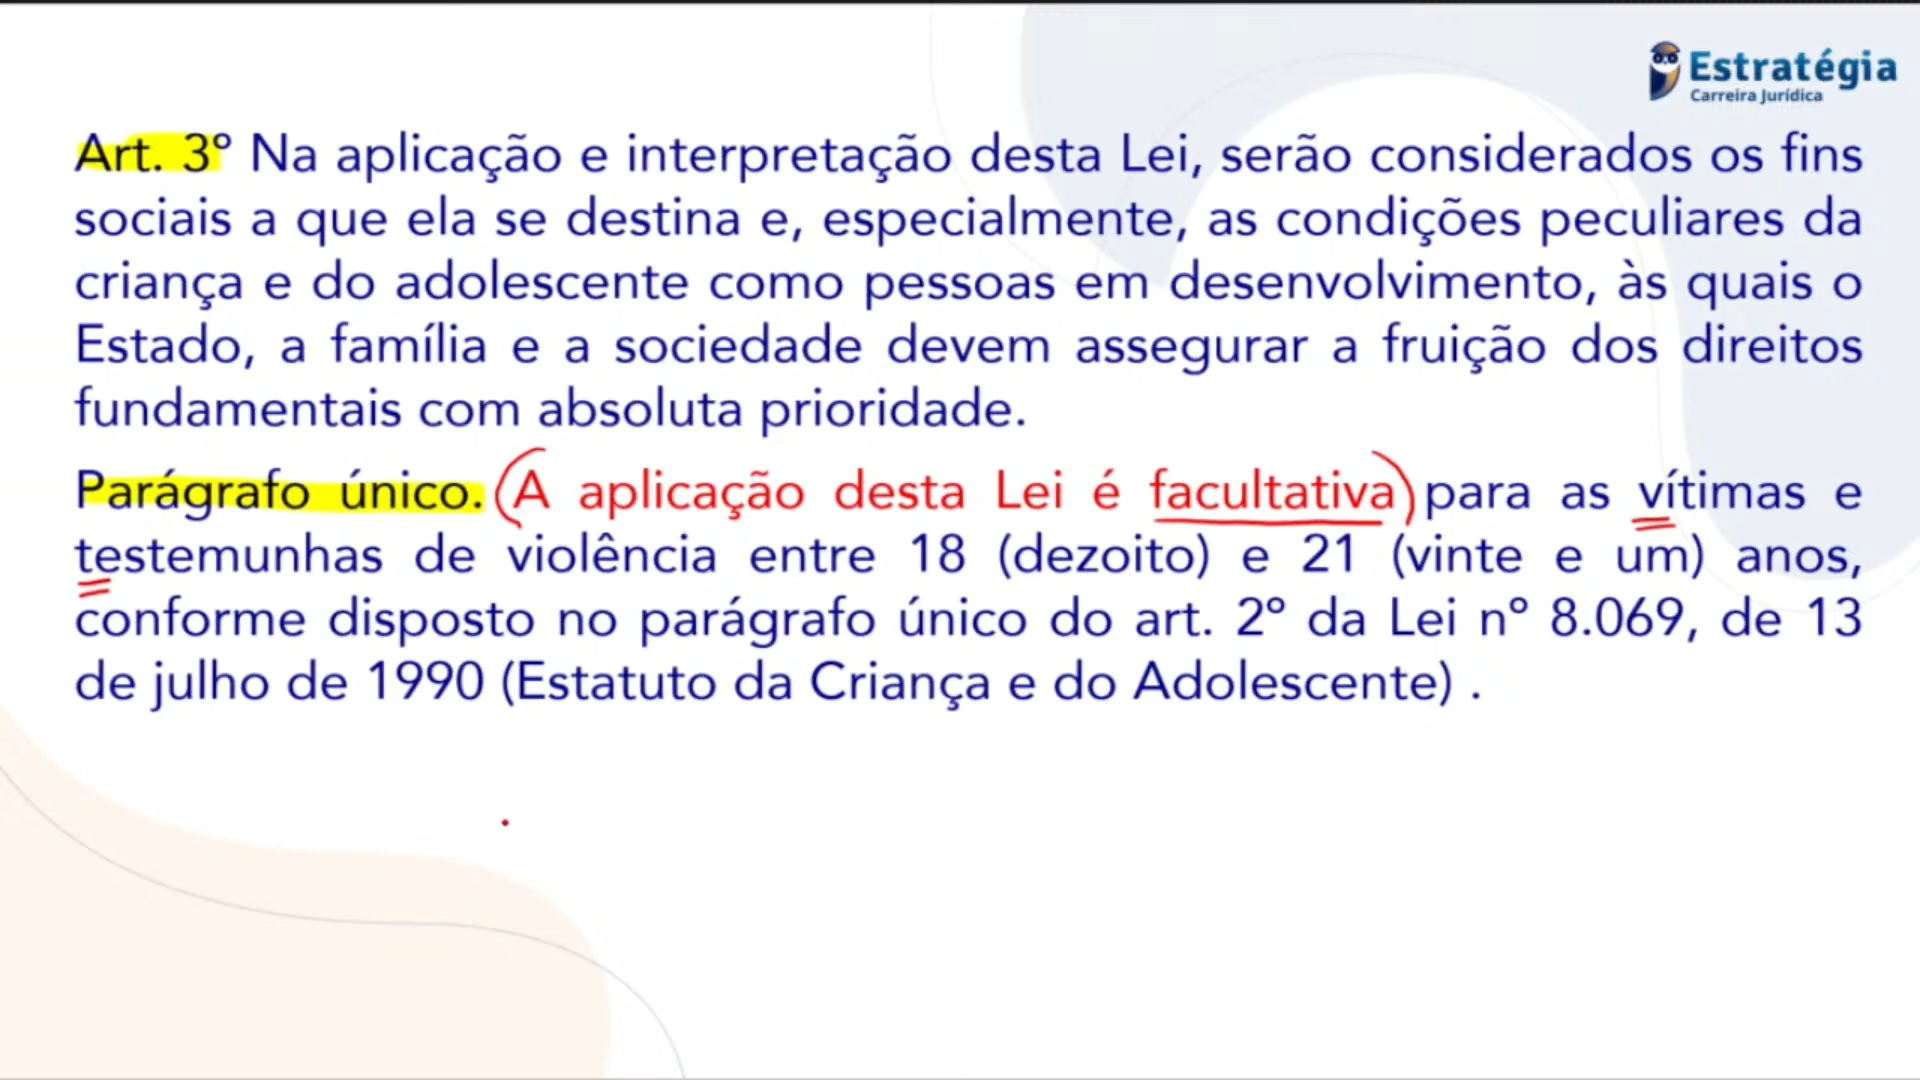 Estratégia
Carreira Jurídica
Art. 3º Na aplicação e interpretação desta Lei, serão considerados os fins
sociais a que ela se destina e, especialmente, as condições peculiares da
criança e do adolescente como pessoas em desenvolvimento, às quais o
Estado, a família e a sociedade devem assegurar a fruição dos direitos
fundamentais com absoluta prioridade.
Parágrafo único. A aplicação desta Lei é facultativa para as vítimas e
testemunhas de violência entre 18 (dezoito) e 21 (vinte e um) anos,
conforme disposto no parágrafo único do art. 2º da Lei nº 8.069, de 13
de julho de 1990 (Estatuto da Criança e do Adolescente) .